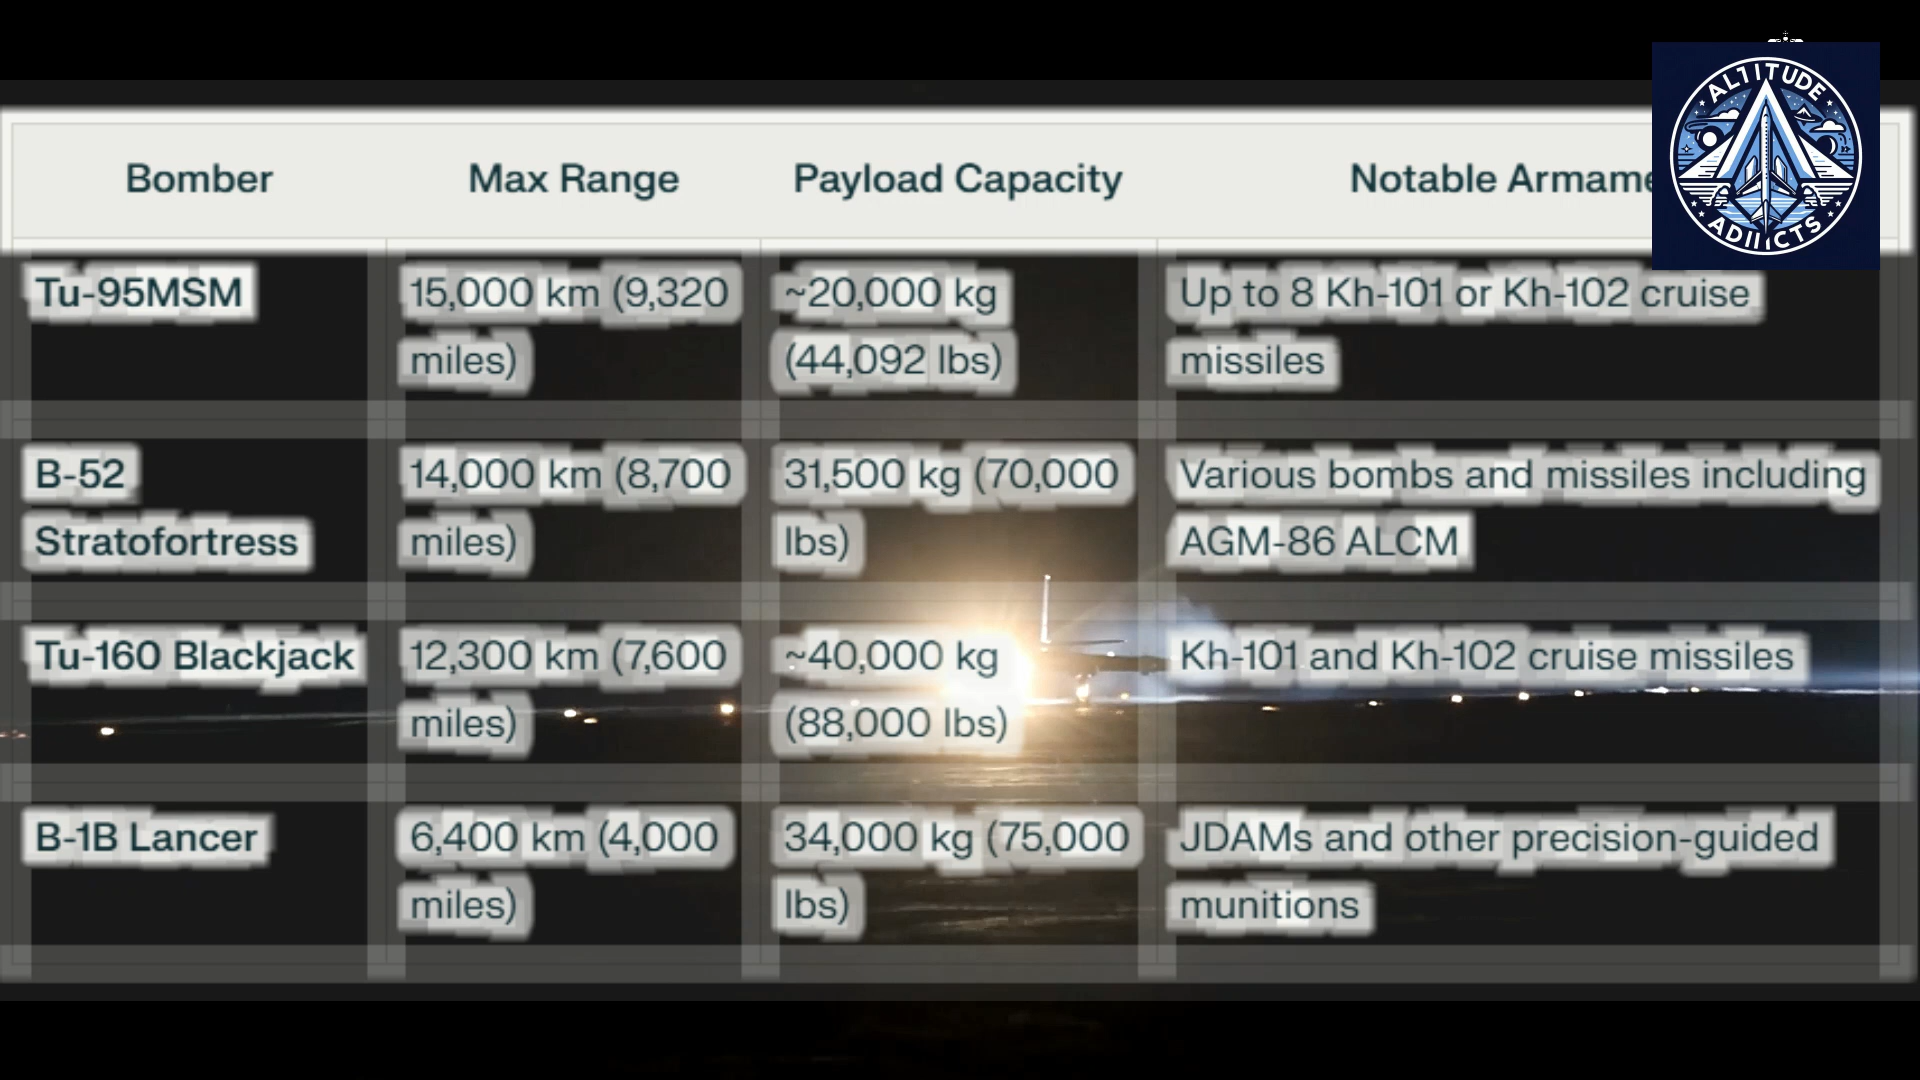 ALTITUDE
ADIICTS
Bomber Max Range Payload Capacity Notable Armame
Tu-95MSM 15,000 km (9,320 ~20,000 kg Up to 8 Kh-101 or Kh-102 cruise
miles) (44,092 lbs) missiles
B-52 14,000 km (8,700 31,500 kg (70,000 Various bombs and missiles including
Stratofortress miles) lbs) AGM-86 ALCM
Tu-160 Blackjack 12,300 km (7,600 ~40,000 kg Kh-101 and Kh-102 cruise missiles
miles) (88,000 lbs)
B-1B Lancer 6,400 km (4,000 34,000 kg (75,000 JDAMs and other precision-guided
miles) lbs) munitions